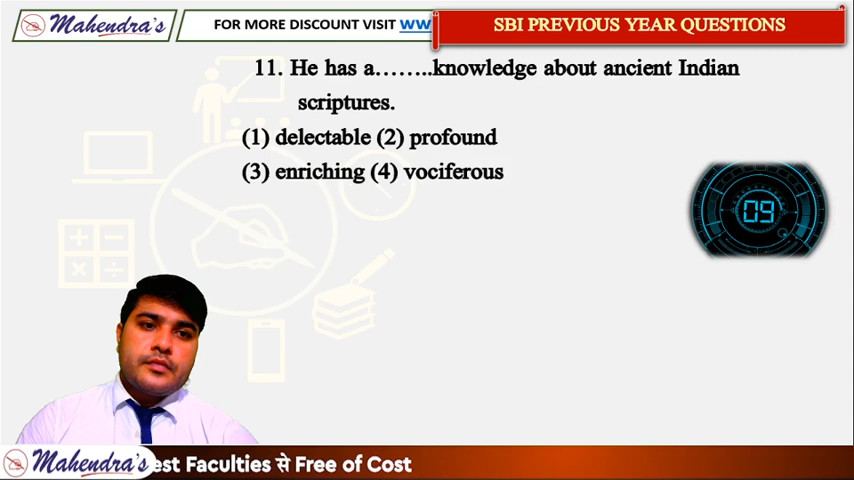 Mahendra's
FOR MORE DISCOUNT VISIT WW
SBI PREVIOUS YEAR QUESTIONS
11. He has a……..knowledge about ancient Indian
scriptures.
(1) delectable (2) profound
(3) enriching (4) vociferous
09
Mahendra's
est Faculties से Free of Cost